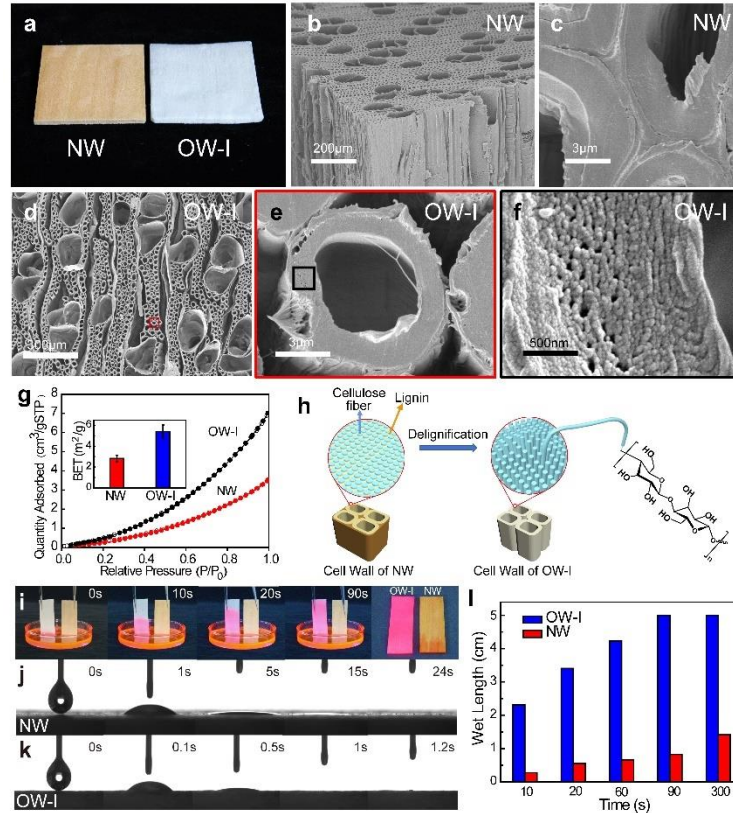 a
NW
OW-I
b
NW
200μm
c
NW
3μm
d
OW-I
300μm
e
OW-I
3μm
f
OW-I
500nm
g
Quantity Adsorbed (cm³/gSTP)
7
6
5
4
3
2
1
0
BET (m²/g)
6
4
2
0
NW
OW-I
OW-I
NW
0.0
0.2
0.4
0.6
0.8
1.0
Relative Pressure (P/P₀)
h
Cellulose fiber
Lignin
Delignification
Cell Wall of NW
Cell Wall of OW-I
HO
OH
HO
OH
HO
OH
HO
OH
O
n
i
0s
10s
20s
90s
OW-I
NW
j
0s
1s
5s
15s
24s
NW
k
0s
0.1s
0.5s
1s
1.2s
OW-I
l
OW-I
NW
Wet Length (cm)
5
4
3
2
1
0
10
20
60
90
300
Time (s)